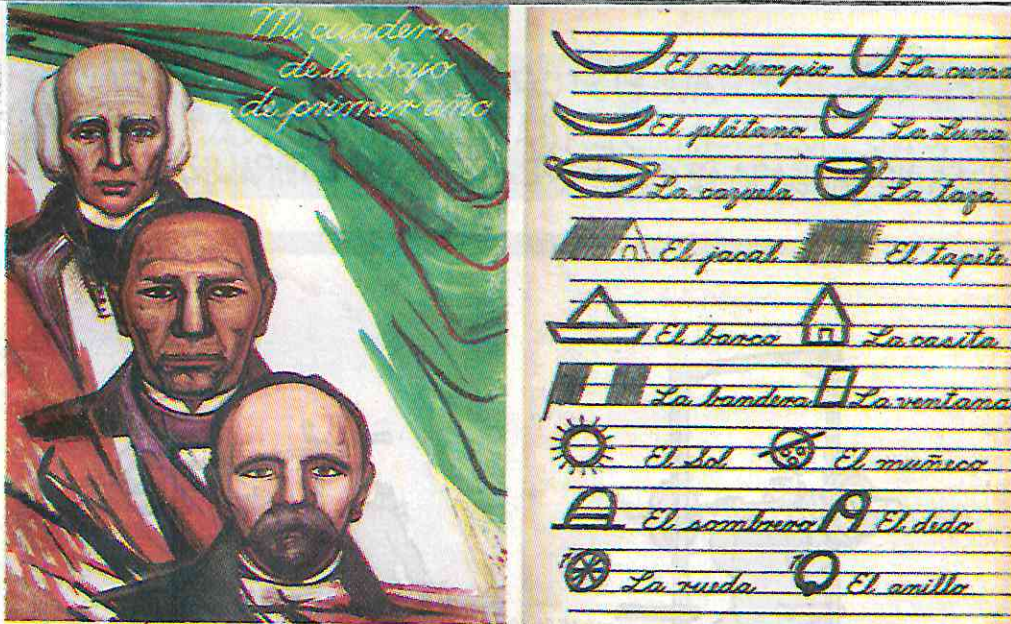 Mi cuaderno
de trabajo
de primer año
El columpio La cuna
El plátano La Luna
La cazuela La taza
El jacal El tapete
El barco La casita
La bandera La ventana
El Sol El muñeco
El sombrero El dedo
La rueda El anillo